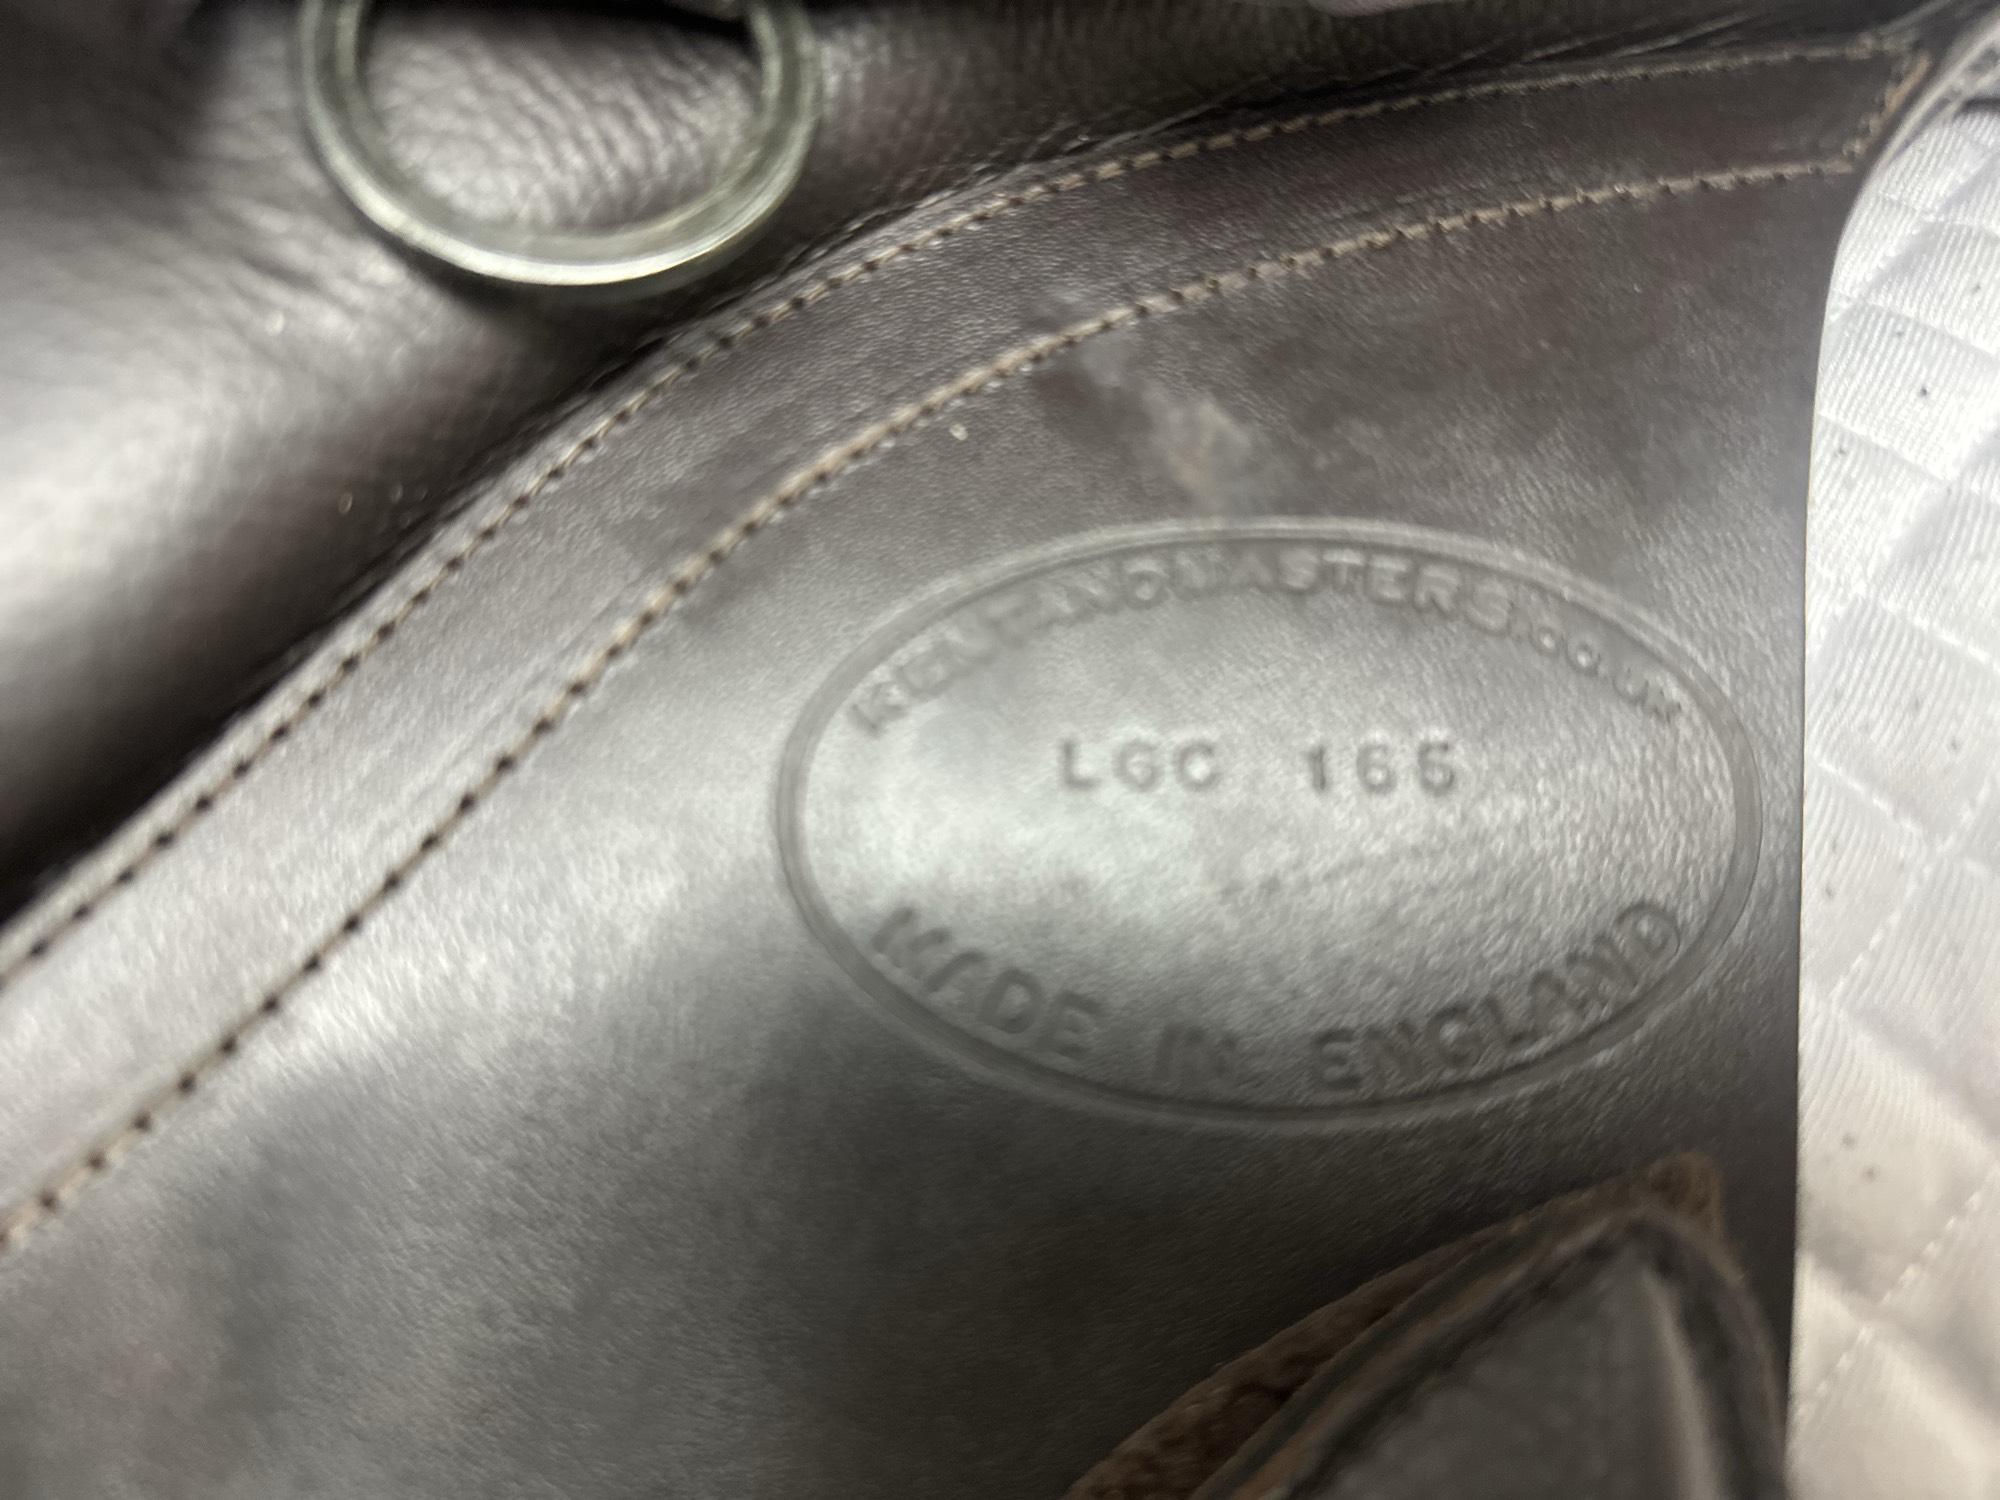 KENTANDMASTERS.CO.UK
LGC 166
MADE IN ENGLAND